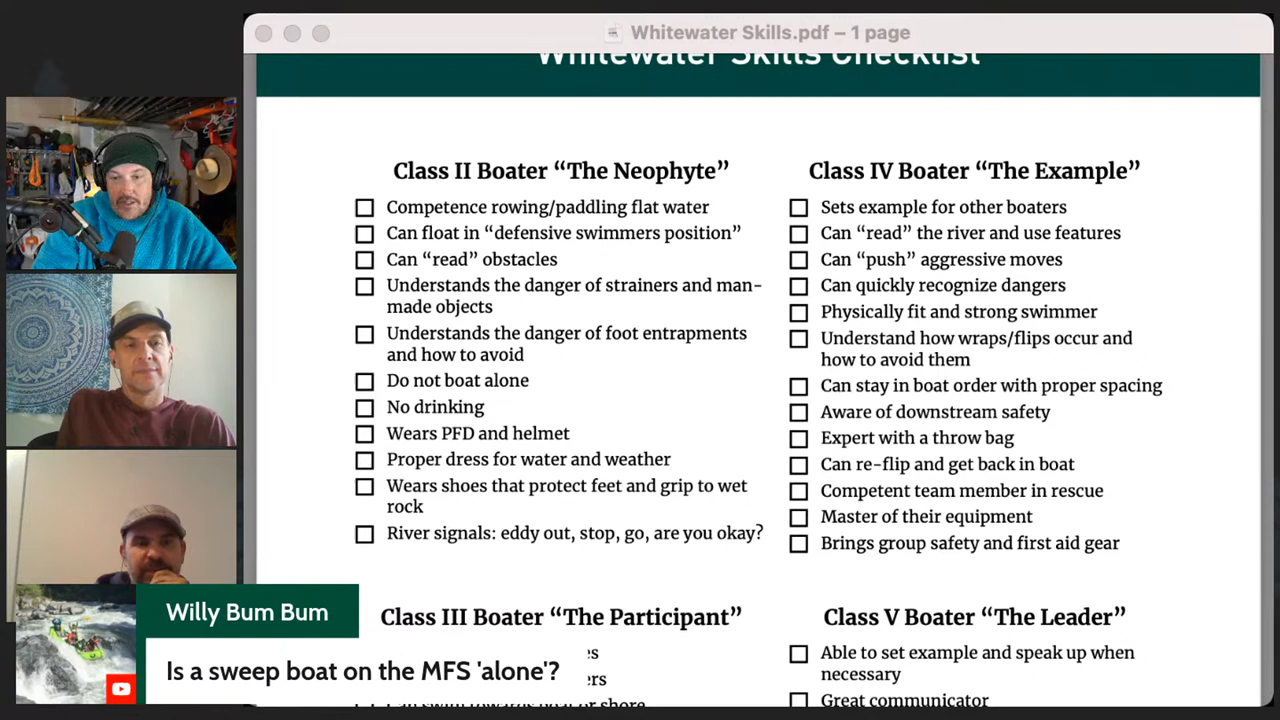 Whitewater Skills.pdf – 1 page
Whitewater Skills Checklist
Class II Boater “The Neophyte”
Competence rowing/paddling flat water
Can float in “defensive swimmers position”
Can “read” obstacles
Understands the danger of strainers and man-
made objects
Understands the danger of foot entrapments
and how to avoid
Do not boat alone
No drinking
Wears PFD and helmet
Proper dress for water and weather
Wears shoes that protect feet and grip to wet
rock
River signals: eddy out, stop, go, are you okay?
Class IV Boater “The Example”
Sets example for other boaters
Can “read” the river and use features
Can “push” aggressive moves
Can quickly recognize dangers
Physically fit and strong swimmer
Understand how wraps/flips occur and
how to avoid them
Can stay in boat order with proper spacing
Aware of downstream safety
Expert with a throw bag
Can re-flip and get back in boat
Competent team member in rescue
Master of their equipment
Brings group safety and first aid gear
Class III Boater “The Participant”
Can swim towards boat or shore
Class V Boater “The Leader”
Able to set example and speak up when
necessary
Great communicator
Willy Bum Bum
Is a sweep boat on the MFS 'alone'?